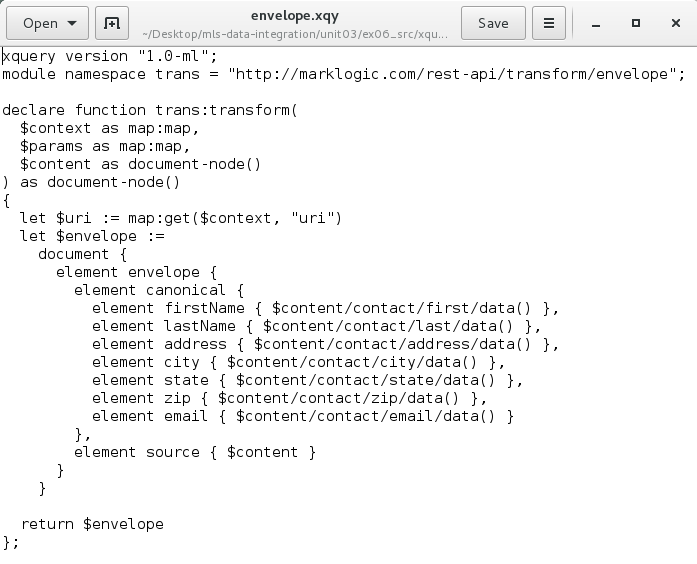 Open
envelope.xqy
~/Desktop/mls-data-integration/unit03/ex06_src/xqu...
Save
xquery version "1.0-ml";
module namespace trans = "http://marklogic.com/rest-api/transform/envelope";

declare function trans:transform(
  $context as map:map,
  $params as map:map,
  $content as document-node()
) as document-node()
{
  let $uri := map:get($context, "uri")
  let $envelope :=
    document {
      element envelope {
        element canonical {
          element firstName { $content/contact/first/data() },
          element lastName { $content/contact/last/data() },
          element address { $content/contact/address/data() },
          element city { $content/contact/city/data() },
          element state { $content/contact/state/data() },
          element zip { $content/contact/zip/data() },
          element email { $content/contact/email/data() }
        },
        element source { $content }
      }
    }

  return $envelope
};